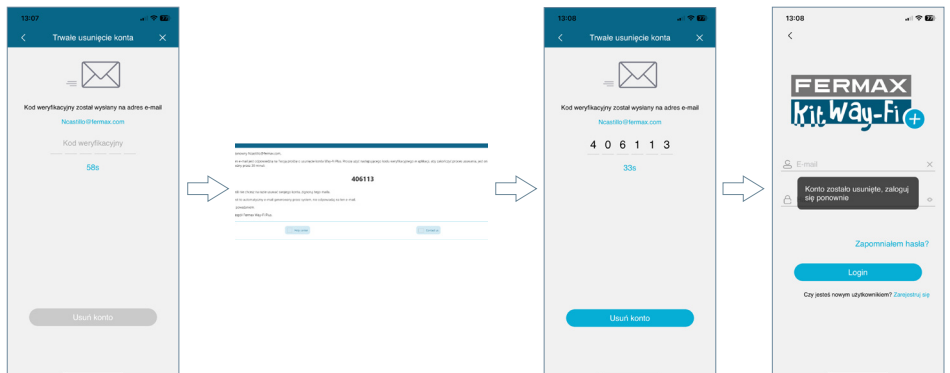 13:07
Trwałe usunięcie konta
Kod weryfikacyjny został wysłany na adres e-mail
Ncastillo@fermax.com
Kod weryfikacyjny
58s
Usuń konto
406113
13:08
Trwałe usunięcie konta
Kod weryfikacyjny został wysłany na adres e-mail
Ncastillo@fermax.com
4 0 6 1 1 3
33s
Usuń konto
13:08
FERMAX
Kit Way-Fi+
E-mail
Konto zostało usunięte, zaloguj
się ponownie
Zapomniałem hasła?
Login
Czy jesteś nowym użytkownikiem? Zarejestruj się